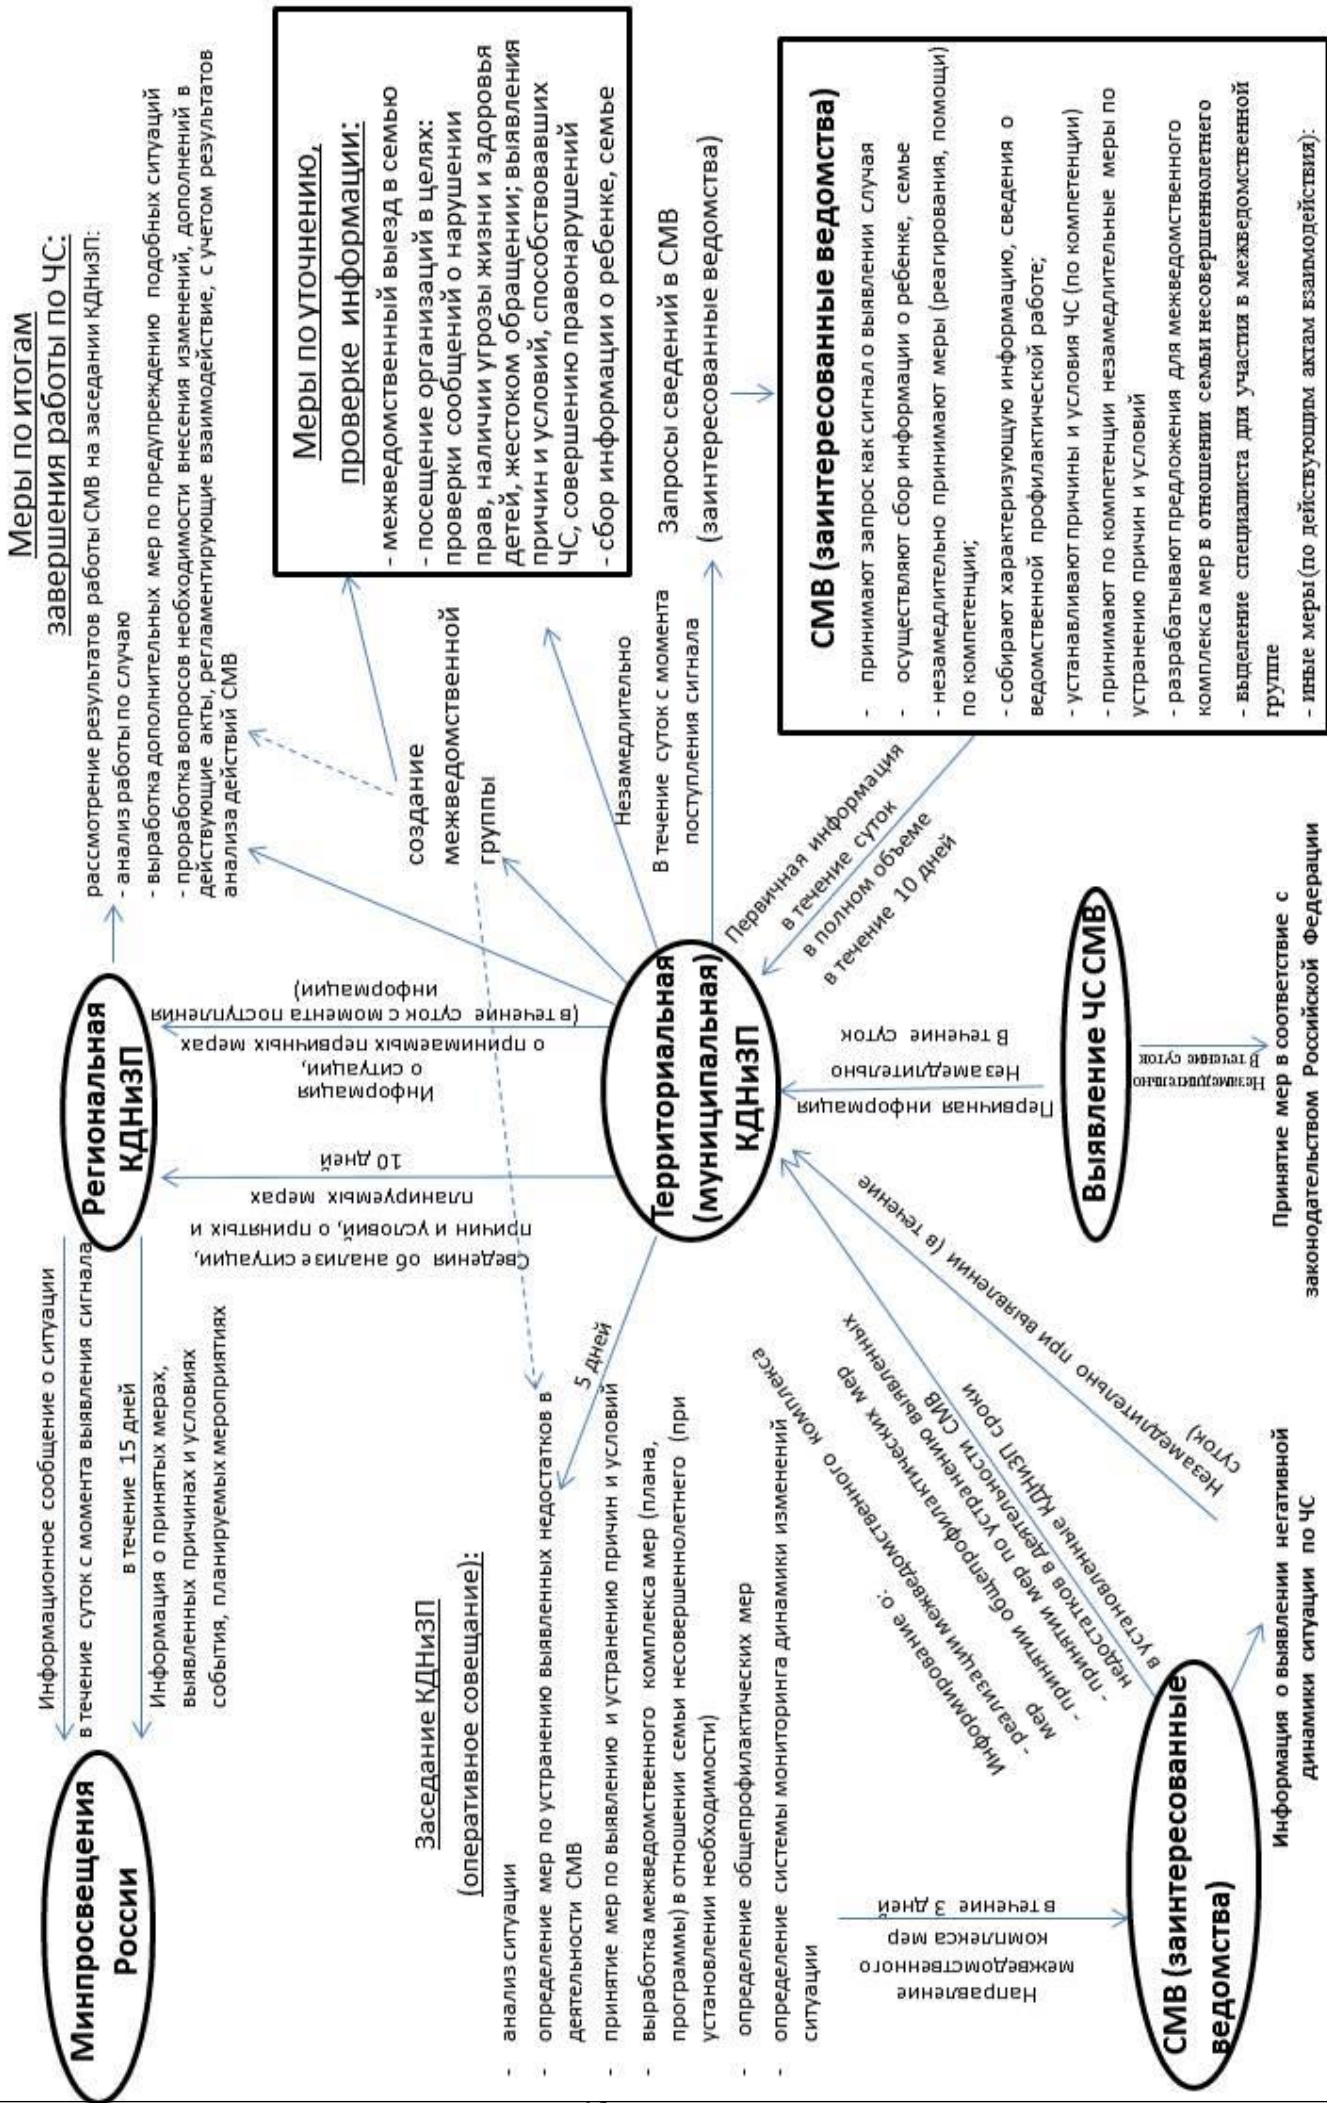 Минпросвещения
России
Информационное сообщение о ситуации
в течение суток с момента выявления сигнала
в течение 15 дней
Информация о принятых мерах,
выявленных причинах и условиях
события, планируемых мероприятиях
Региональная
КДНиЗП
Меры по итогам
завершения работы по ЧС:
рассмотрение результатов работы СМВ на заседании КДНиЗП:
- анализ работы по случаю
- выработка дополнительных мер по предупреждению подобных ситуаций
- проработка вопросов необходимости внесения изменений, дополнений в
действующие акты, регламентирующие взаимодействие, с учетом результатов
анализа действий СМВ
Сведения об анализе ситуации,
причин и условий, о принятых и
планируемых мерах
10 дней
Информация
о ситуации,
о принимаемых первичных мерах
(в течение суток с момента поступления
информации)
создание
межведомственной
группы
Меры по уточнению,
проверке информации:
- межведомственный выезд в семью
- посещение организаций в целях:
проверки сообщений о нарушении
прав, наличии угрозы жизни и здоровья
детей, жестоком обращении; выявления
причин и условий, способствовавших
ЧС, совершению правонарушений
- сбор информации о ребенке, семье
Заседание КДНиЗП
(оперативное совещание):
- анализ ситуации
- определение мер по устранению выявленных недостатков в
деятельности СМВ
- принятие мер по выявлению и устранению причин и условий
- выработка межведомственного комплекса мер (плана,
программы) в отношении семьи несовершеннолетнего (при
установлении необходимости)
- определение общепрофилактических мер
- определение системы мониторинга динамики изменений
ситуации
5 дней
Территориальная
(муниципальная)
КДНиЗП
Незамедлительно
В течение суток с момента
поступления сигнала
Запросы сведений в СМВ
(заинтересованные ведомства)
СМВ (заинтересованные ведомства)
- принимают запрос как сигнал о выявлении случая
- осуществляют сбор информации о ребенке, семье
- незамедлительно принимают меры (реагирования, помощи)
по компетенции;
- собирают характеризующую информацию, сведения о
ведомственной профилактической работе;
- устанавливают причины и условия ЧС (по компетенции)
- принимают по компетенции незамедлительные меры по
устранению причин и условий
- разрабатывают предложения для межведомственного
комплекса мер в отношении семьи несовершеннолетнего
- выделение специалиста для участия в межведомственной
группе
- иные меры (по действующим актам взаимодействия):
Первичная информация
в течение суток
в полном объеме
в течение 10 дней
Направление
межведомственного
комплекса мер
в течение 3 дней
СМВ (заинтересованные
ведомства)
Информирование о:
- реализации межведомственного комплекса
мер
- принятии общепрофилактических мер
- принятии мер по устранению выявленных
недостатков в деятельности СМВ
в установленные КДНиЗП сроки
Незамедлительно при выявлении (в течение
суток)
Информация о выявлении негативной
динамики ситуации по ЧС
Первичная информация
Незамедлительно
В течение суток
Выявление ЧС СМВ
Незамедлительно
В течение суток
Принятие мер в соответствие с
законодательством Российской Федерации